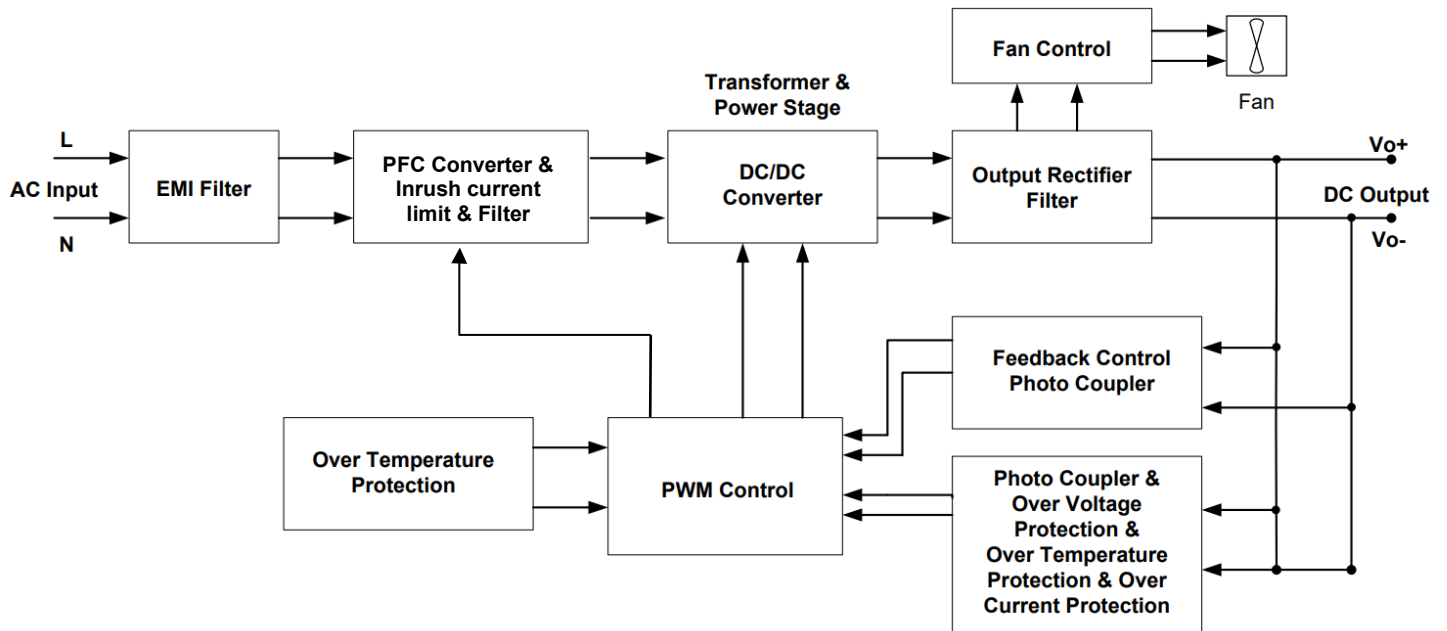 Fan Control
Fan
Transformer &
Power Stage
L
AC Input
N
EMI Filter
PFC Converter &
Inrush current
limit & Filter
DC/DC
Converter
Output Rectifier
Filter
Vo+
DC Output
Vo-
Feedback Control
Photo Coupler
Over Temperature
Protection
PWM Control
Photo Coupler &
Over Voltage
Protection &
Over Temperature
Protection & Over
Current Protection